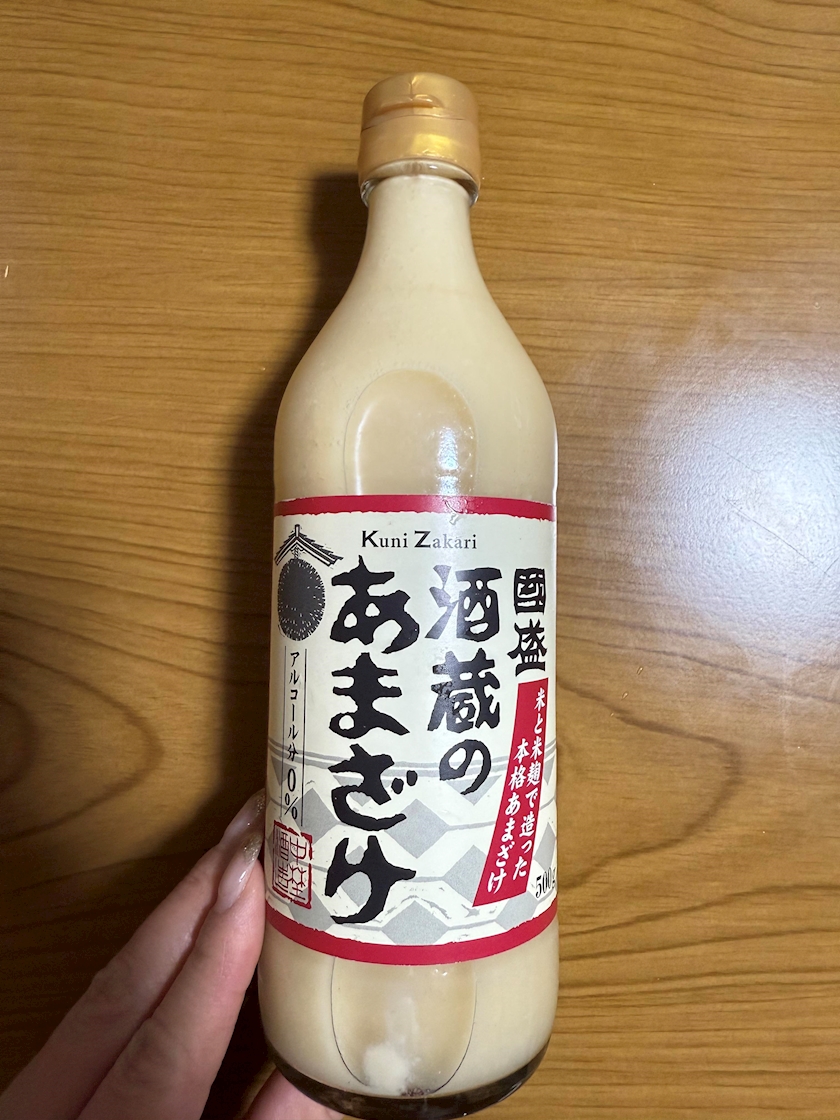 Kuni Zakari
國盛
酒蔵の
あまざけ
米と米麹で造った
本格あまざけ
アルコール分0%
500g